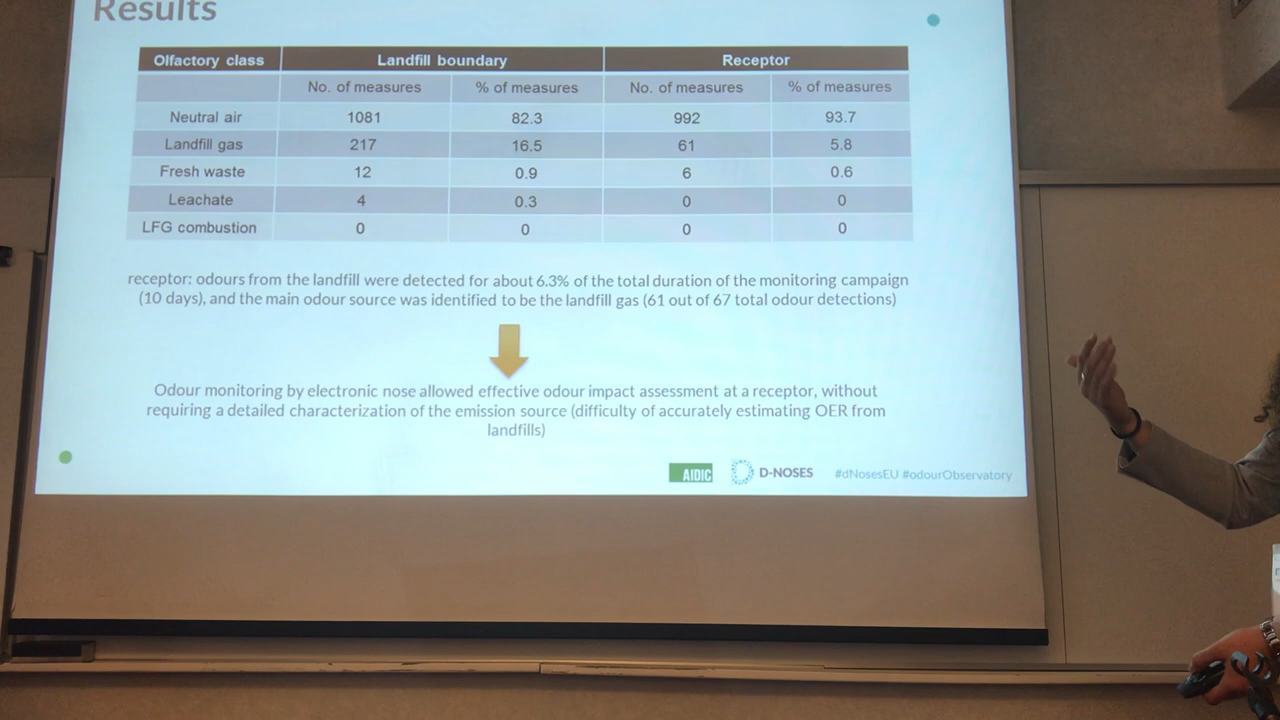 Results
Olfactory class Landfill boundary Receptor
No. of measures % of measures No. of measures % of measures
Neutral air 1081 82.3 992 93.7
Landfill gas 217 16.5 61 5.8
Fresh waste 12 0.9 6 0.6
Leachate 4 0.3 0 0
LFG combustion 0 0 0 0
receptor: odours from the landfill were detected for about 6.3% of the total duration of the monitoring campaign
(10 days), and the main odour source was identified to be the landfill gas (61 out of 67 total odour detections)
Odour monitoring by electronic nose allowed effective odour impact assessment at a receptor, without
requiring a detailed characterization of the emission source (difficulty of accurately estimating OER from
landfills)
AIDIC D-NOSES #dNosesEU #odourObservatory